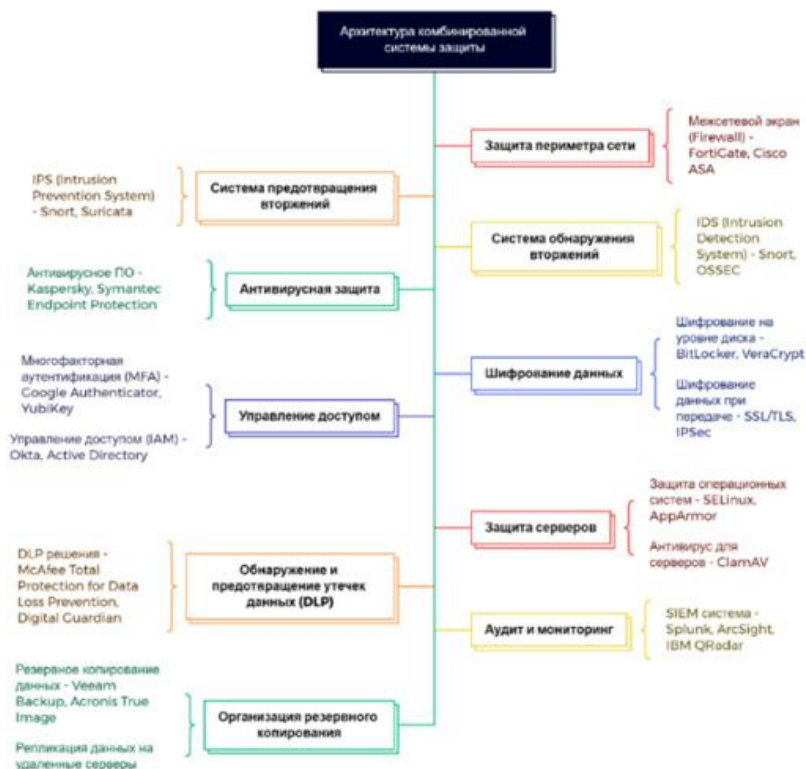 Архитектура комбинированной
системы защиты
Защита периметра сети
Межсетевой экран
(Firewall) -
FortiGate, Cisco
ASA
IPS (Intrusion
Prevention System)
- Snort, Suricata
Система предотвращения
вторжений
Система обнаружения
вторжений
IDS (Intrusion
Detection
System) - Snort,
OSSEC
Антивирусное ПО -
Kaspersky, Symantec
Endpoint Protection
Антивирусная защита
Шифрование данных
Шифрование на
уровне диска -
BitLocker, VeraCrypt
Шифрование
данных при
передаче - SSL/TLS,
IPSec
Многофакторная
аутентификация (MFA) -
Google Authenticator,
YubiKey
Управление доступом (IAM) -
Okta, Active Directory
Управление доступом
Защита серверов
Защита операционных
систем - SELinux,
AppArmor
Антивирус для
серверов - ClamAV
DLP решения -
McAfee Total
Protection for Data
Loss Prevention,
Digital Guardian
Обнаружение и
предотвращение утечек
данных (DLP)
Аудит и мониторинг
SIEM система -
Splunk, ArcSight,
IBM QRadar
Резервное копирование
данных - Veeam
Backup, Acronis True
Image
Репликация данных на
удаленные серверы
Организация резервного
копирования